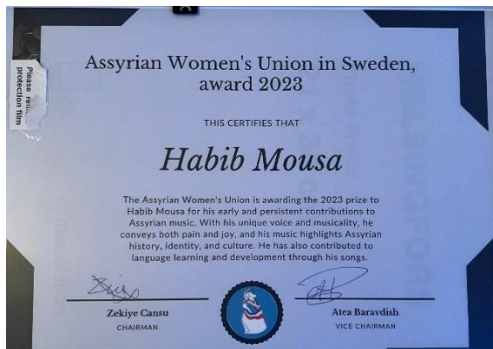 Please re
protection film
Assyrian Women's Union in Sweden,
award 2023
THIS CERTIFIES THAT
Habib Mousa
The Assyrian Women's Union is awarding the 2023 prize to
Habib Mousa for his early and persistent contributions to
Assyrian music. With his unique voice and musicality, he
conveys both pain and joy, and his music highlights Assyrian
history, identity, and culture. He has also contributed to
language learning and development through his songs.
Zekiye Cansu
CHAIRMAN
Atea Baravdish
VICE CHAIRMAN